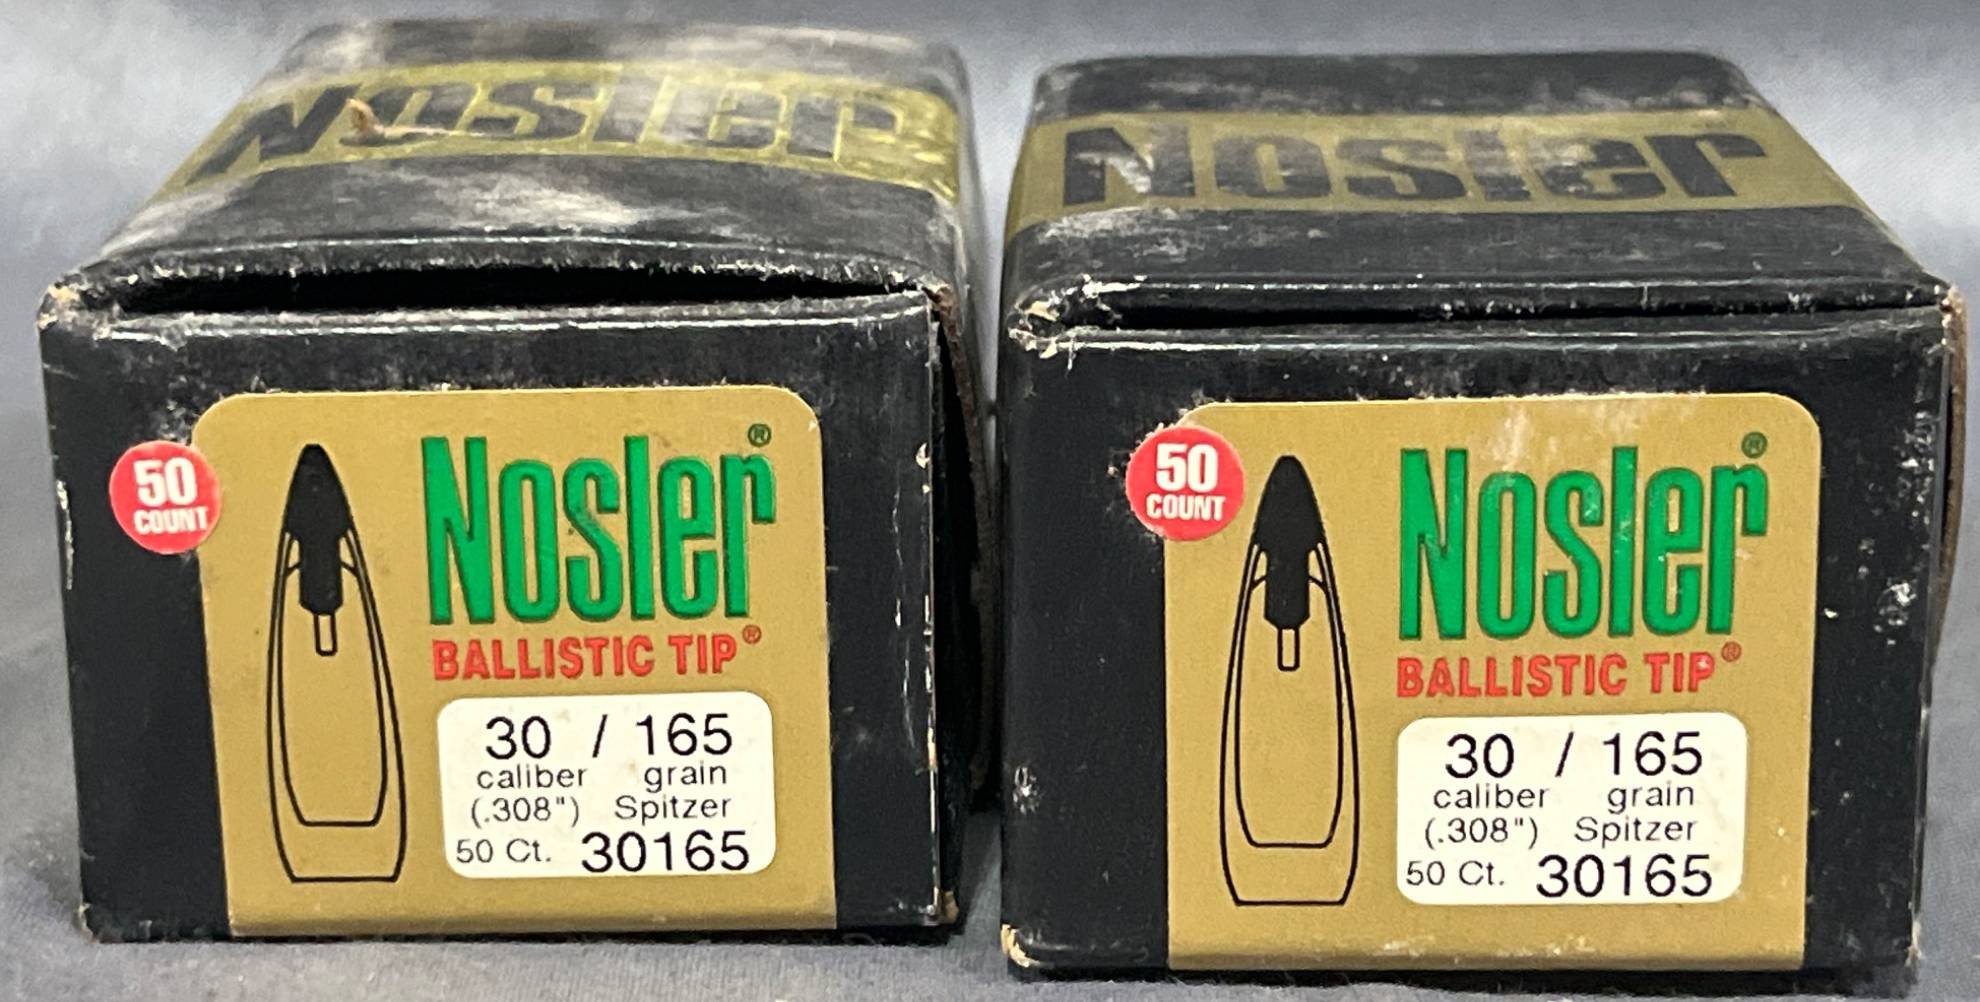 Nosler
50
COUNT
Nosler®
BALLISTIC TIP®
30 / 165
caliber grain
(.308") Spitzer
50 Ct. 30165
Nosler
50
COUNT
Nosler®
BALLISTIC TIP®
30 / 165
caliber grain
(.308") Spitzer
50 Ct. 30165